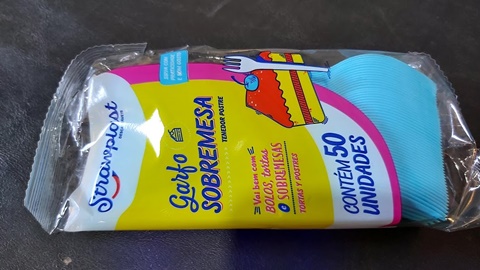 Strawplast
Garfo
SOBREMESA
TENEDOR POSTRE
Vai bem com
BOLOS, tortas
e SOBREMESAS
TORTAS Y POSTRES
CONTÉM 50
UNIDADES